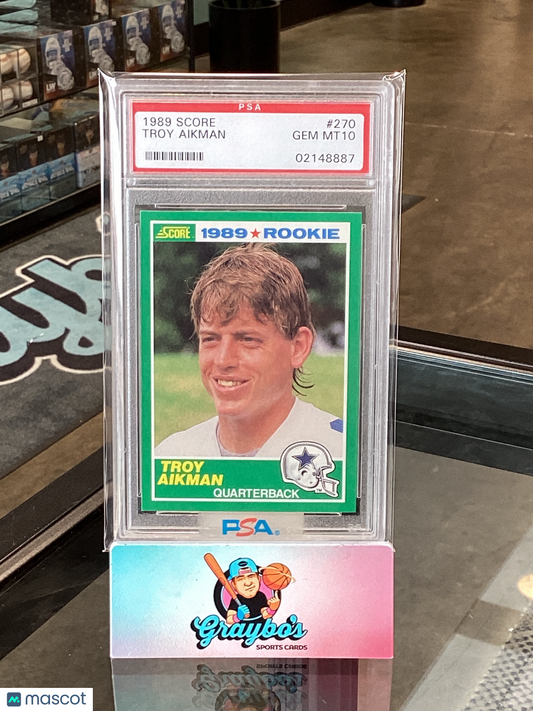 PSA
1989 SCORE #270
TROY AIKMAN GEM MT10
02148887
SCORE 1989 ★ ROOKIE
TROY
AIKMAN
QUARTERBACK
TM
PSA®
Graybo's
SPORTS CARDS
mascot